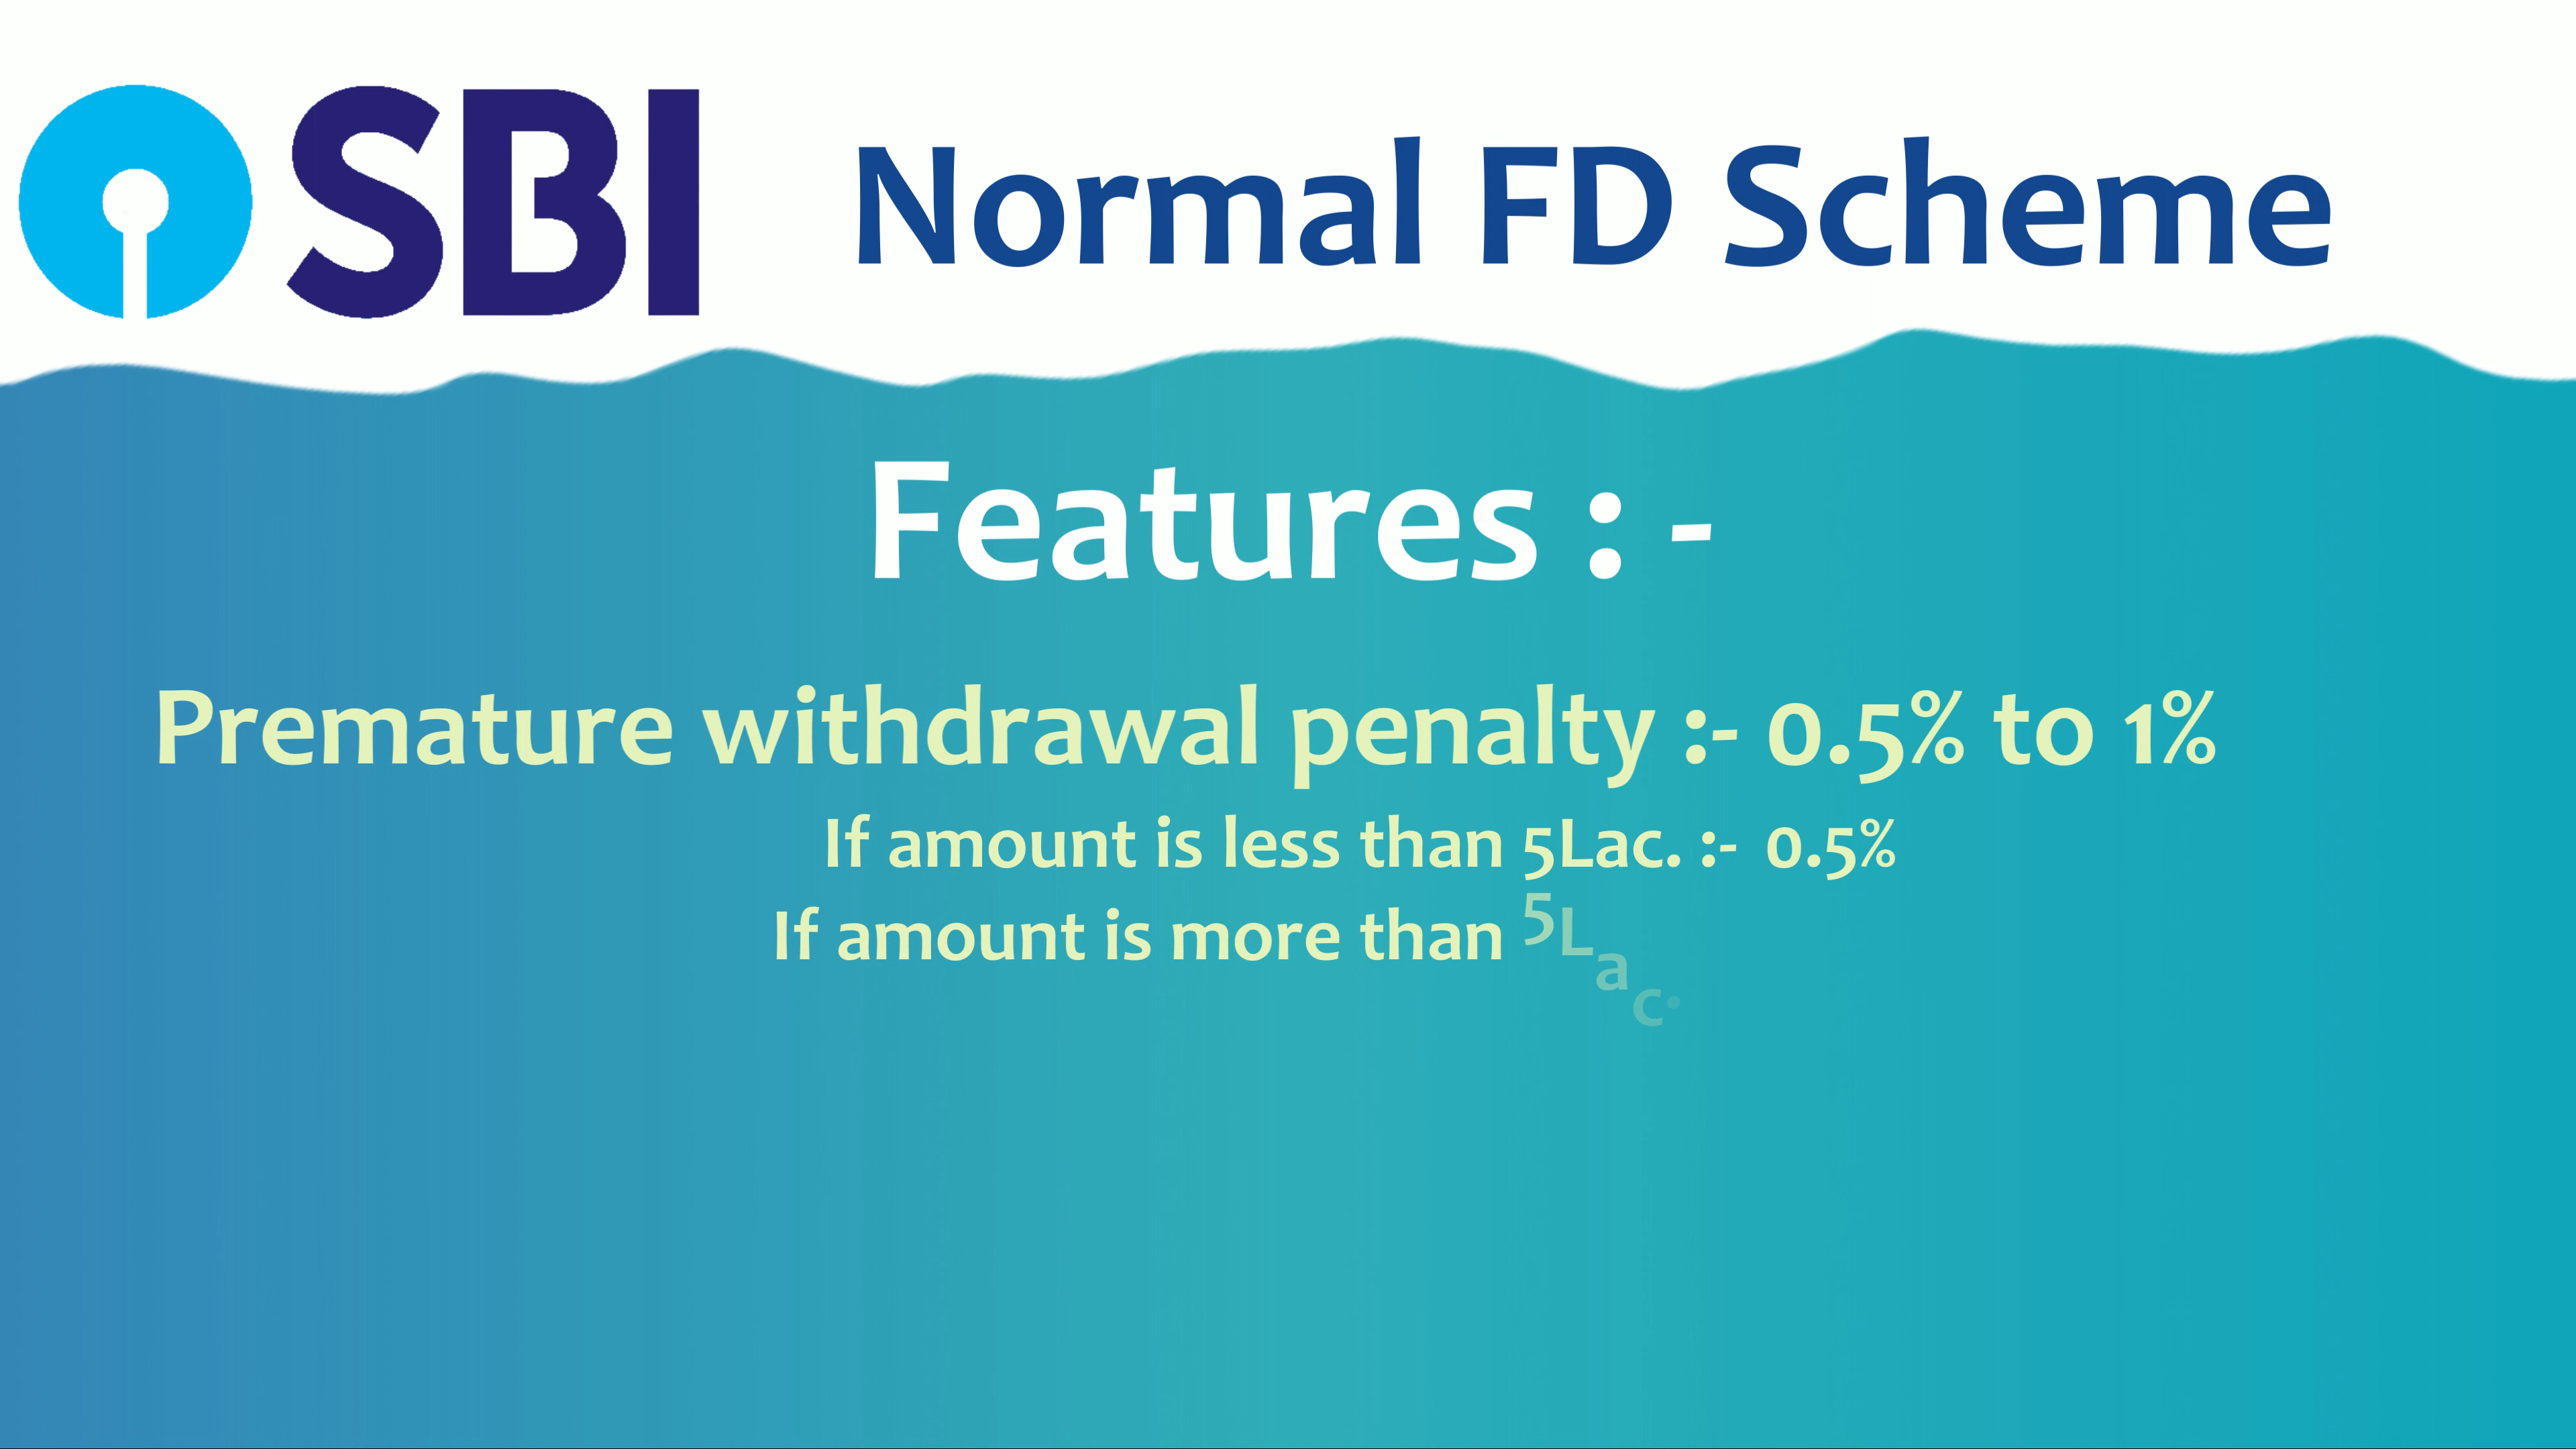 SBI Normal FD Scheme
Features : -
Premature withdrawal penalty :- 0.5% to 1%
If amount is less than 5Lac. :- 0.5%
If amount is more than 5Lac.